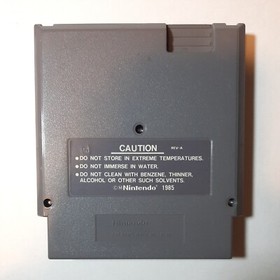 CAUTION REV-A
●DO NOT STORE IN EXTREME TEMPERATURES.
●DO NOT IMMERSE IN WATER.
●DO NOT CLEAN WITH BENZENE, THINNER,
ALCOHOL OR OTHER SUCH SOLVENTS.
©Nintendo 1985